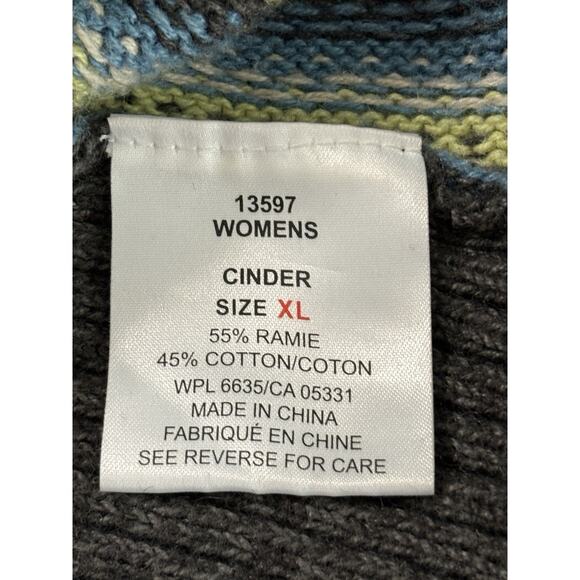 13597
WOMENS
CINDER
SIZE XL
55% RAMIE
45% COTTON/COTON
WPL 6635/CA 05331
MADE IN CHINA
FABRIQUÉ EN CHINE
SEE REVERSE FOR CARE